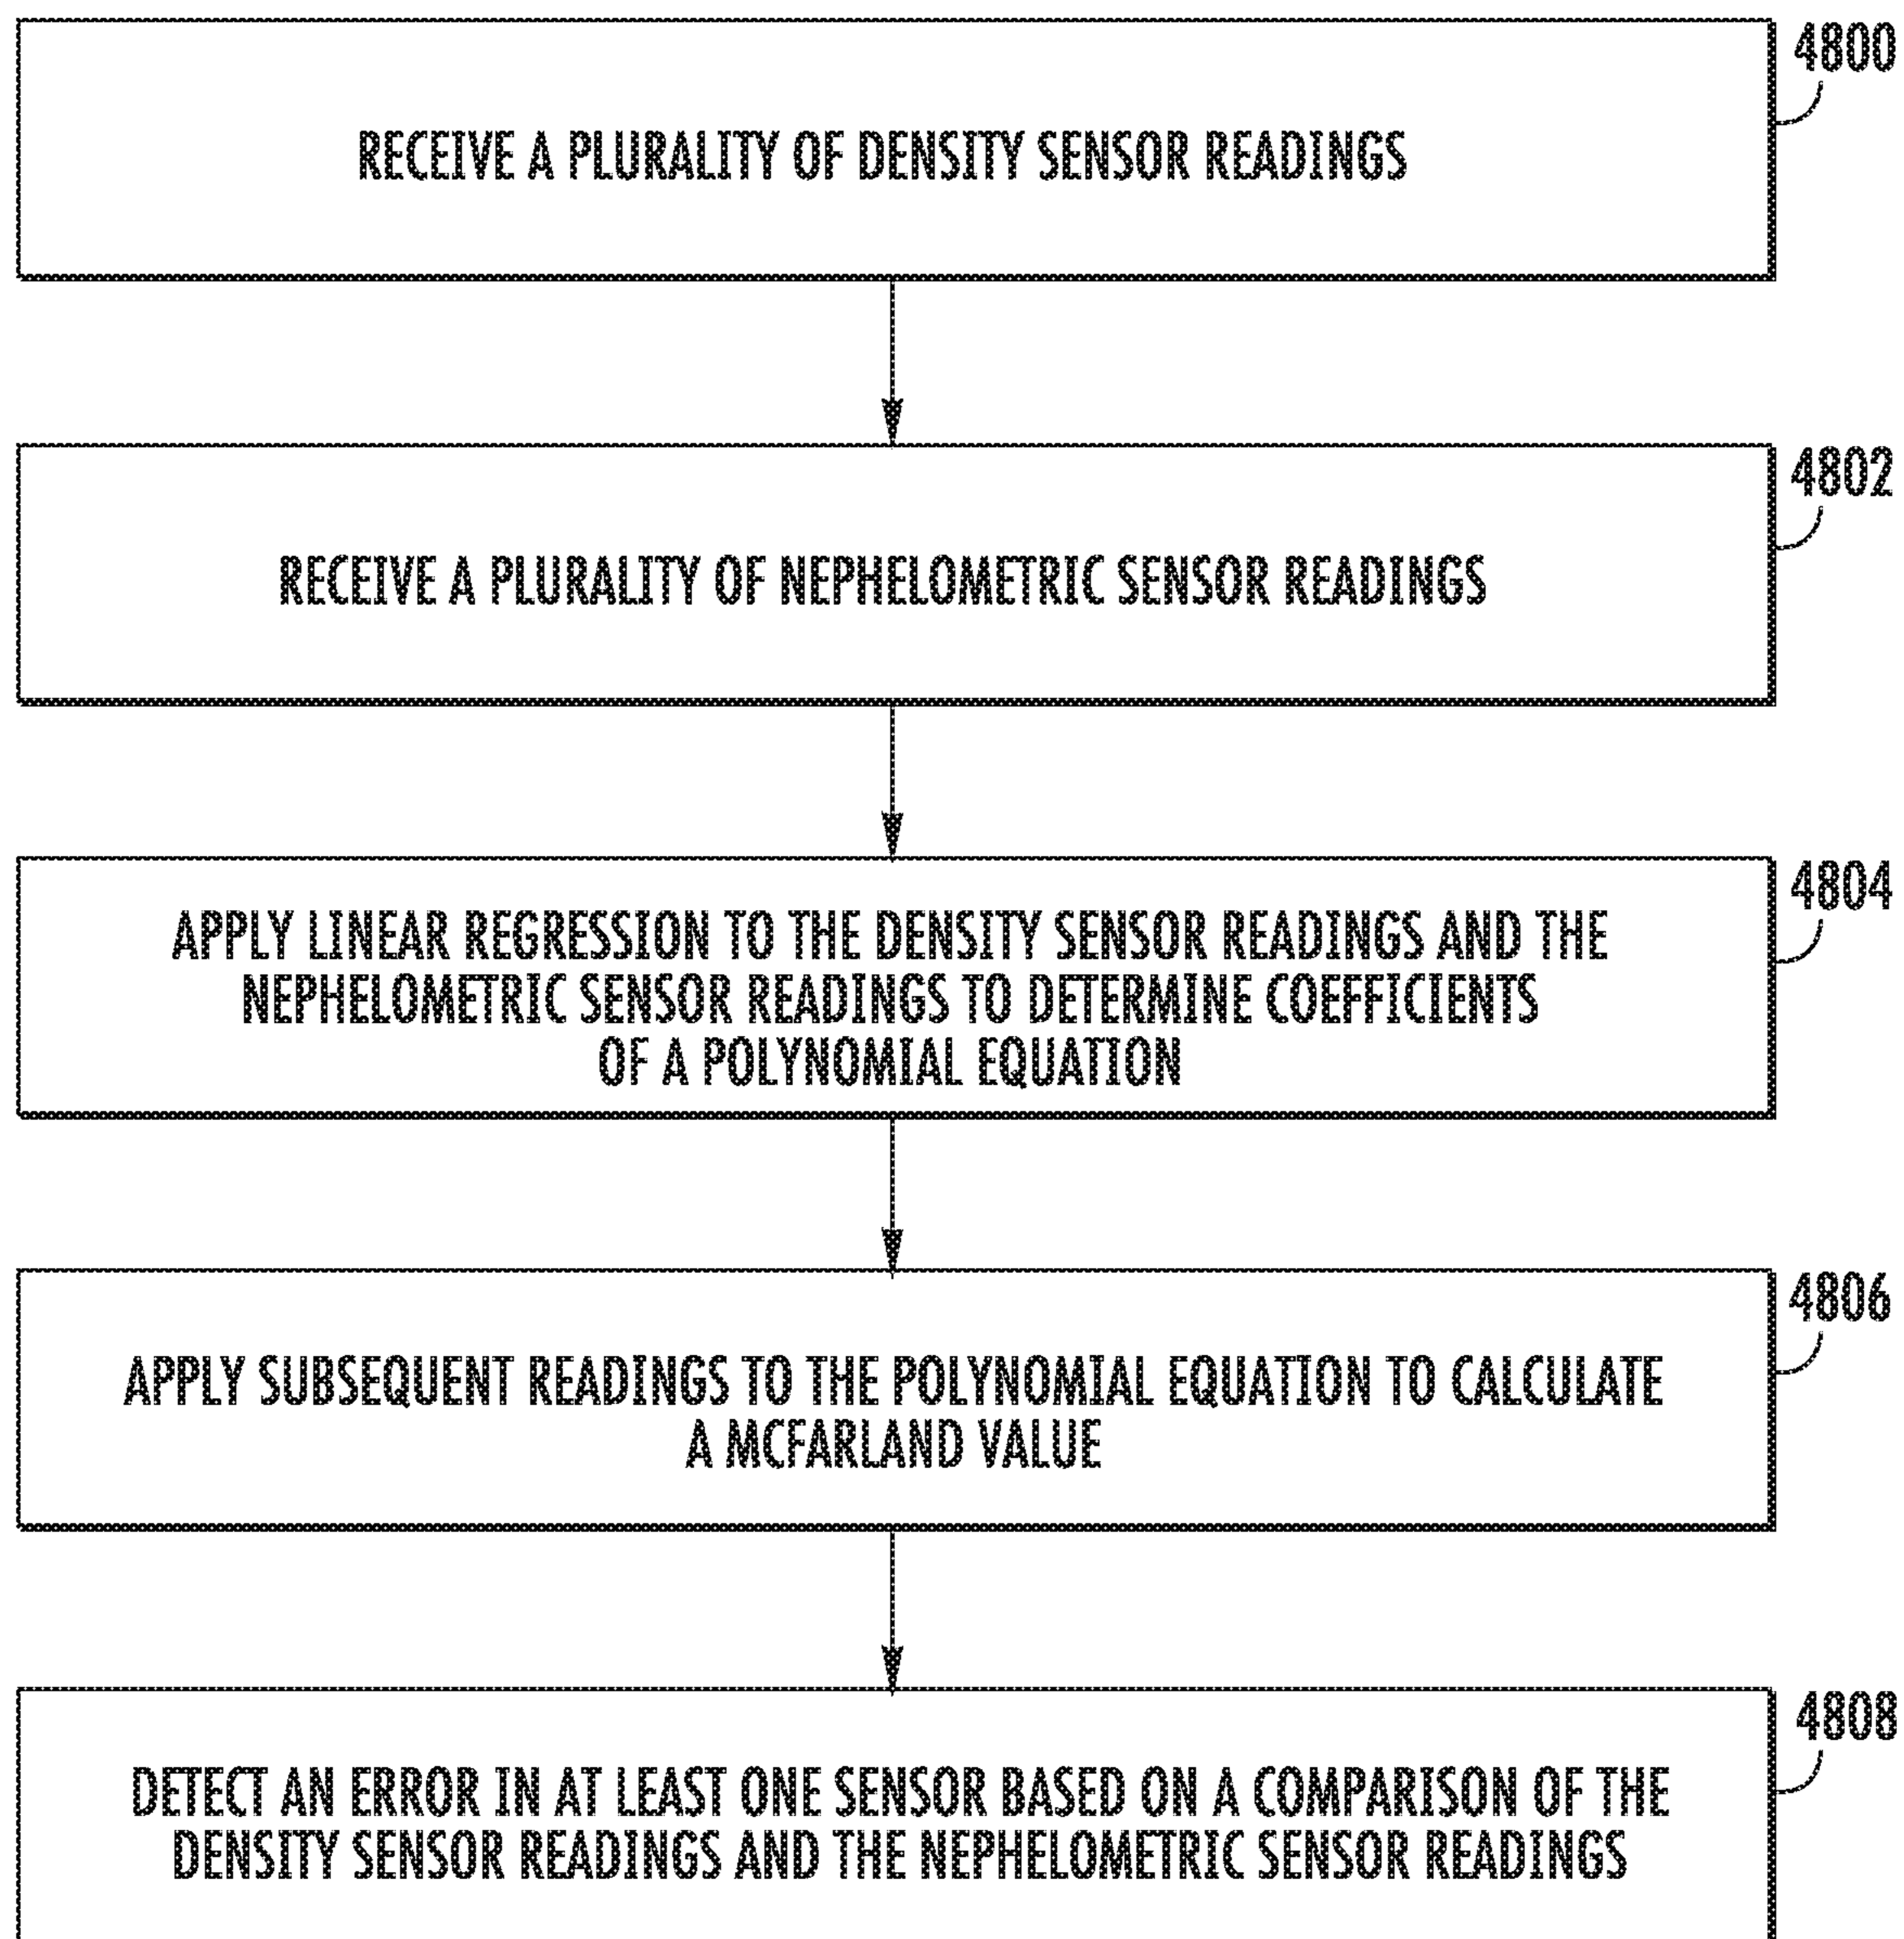 4800
RECEIVE A PLURALITY OF DENSITY SENSOR READINGS
4802
RECEIVE A PLURALITY OF NEPHELOMETRIC SENSOR READINGS
4804
APPLY LINEAR REGRESSION TO THE DENSITY SENSOR READINGS AND THE
NEPHELOMETRIC SENSOR READINGS TO DETERMINE COEFFICIENTS
OF A POLYNOMIAL EQUATION
4806
APPLY SUBSEQUENT READINGS TO THE POLYNOMIAL EQUATION TO CALCULATE
A MCFARLAND VALUE
4808
DETECT AN ERROR IN AT LEAST ONE SENSOR BASED ON A COMPARISON OF THE
DENSITY SENSOR READINGS AND THE NEPHELOMETRIC SENSOR READINGS